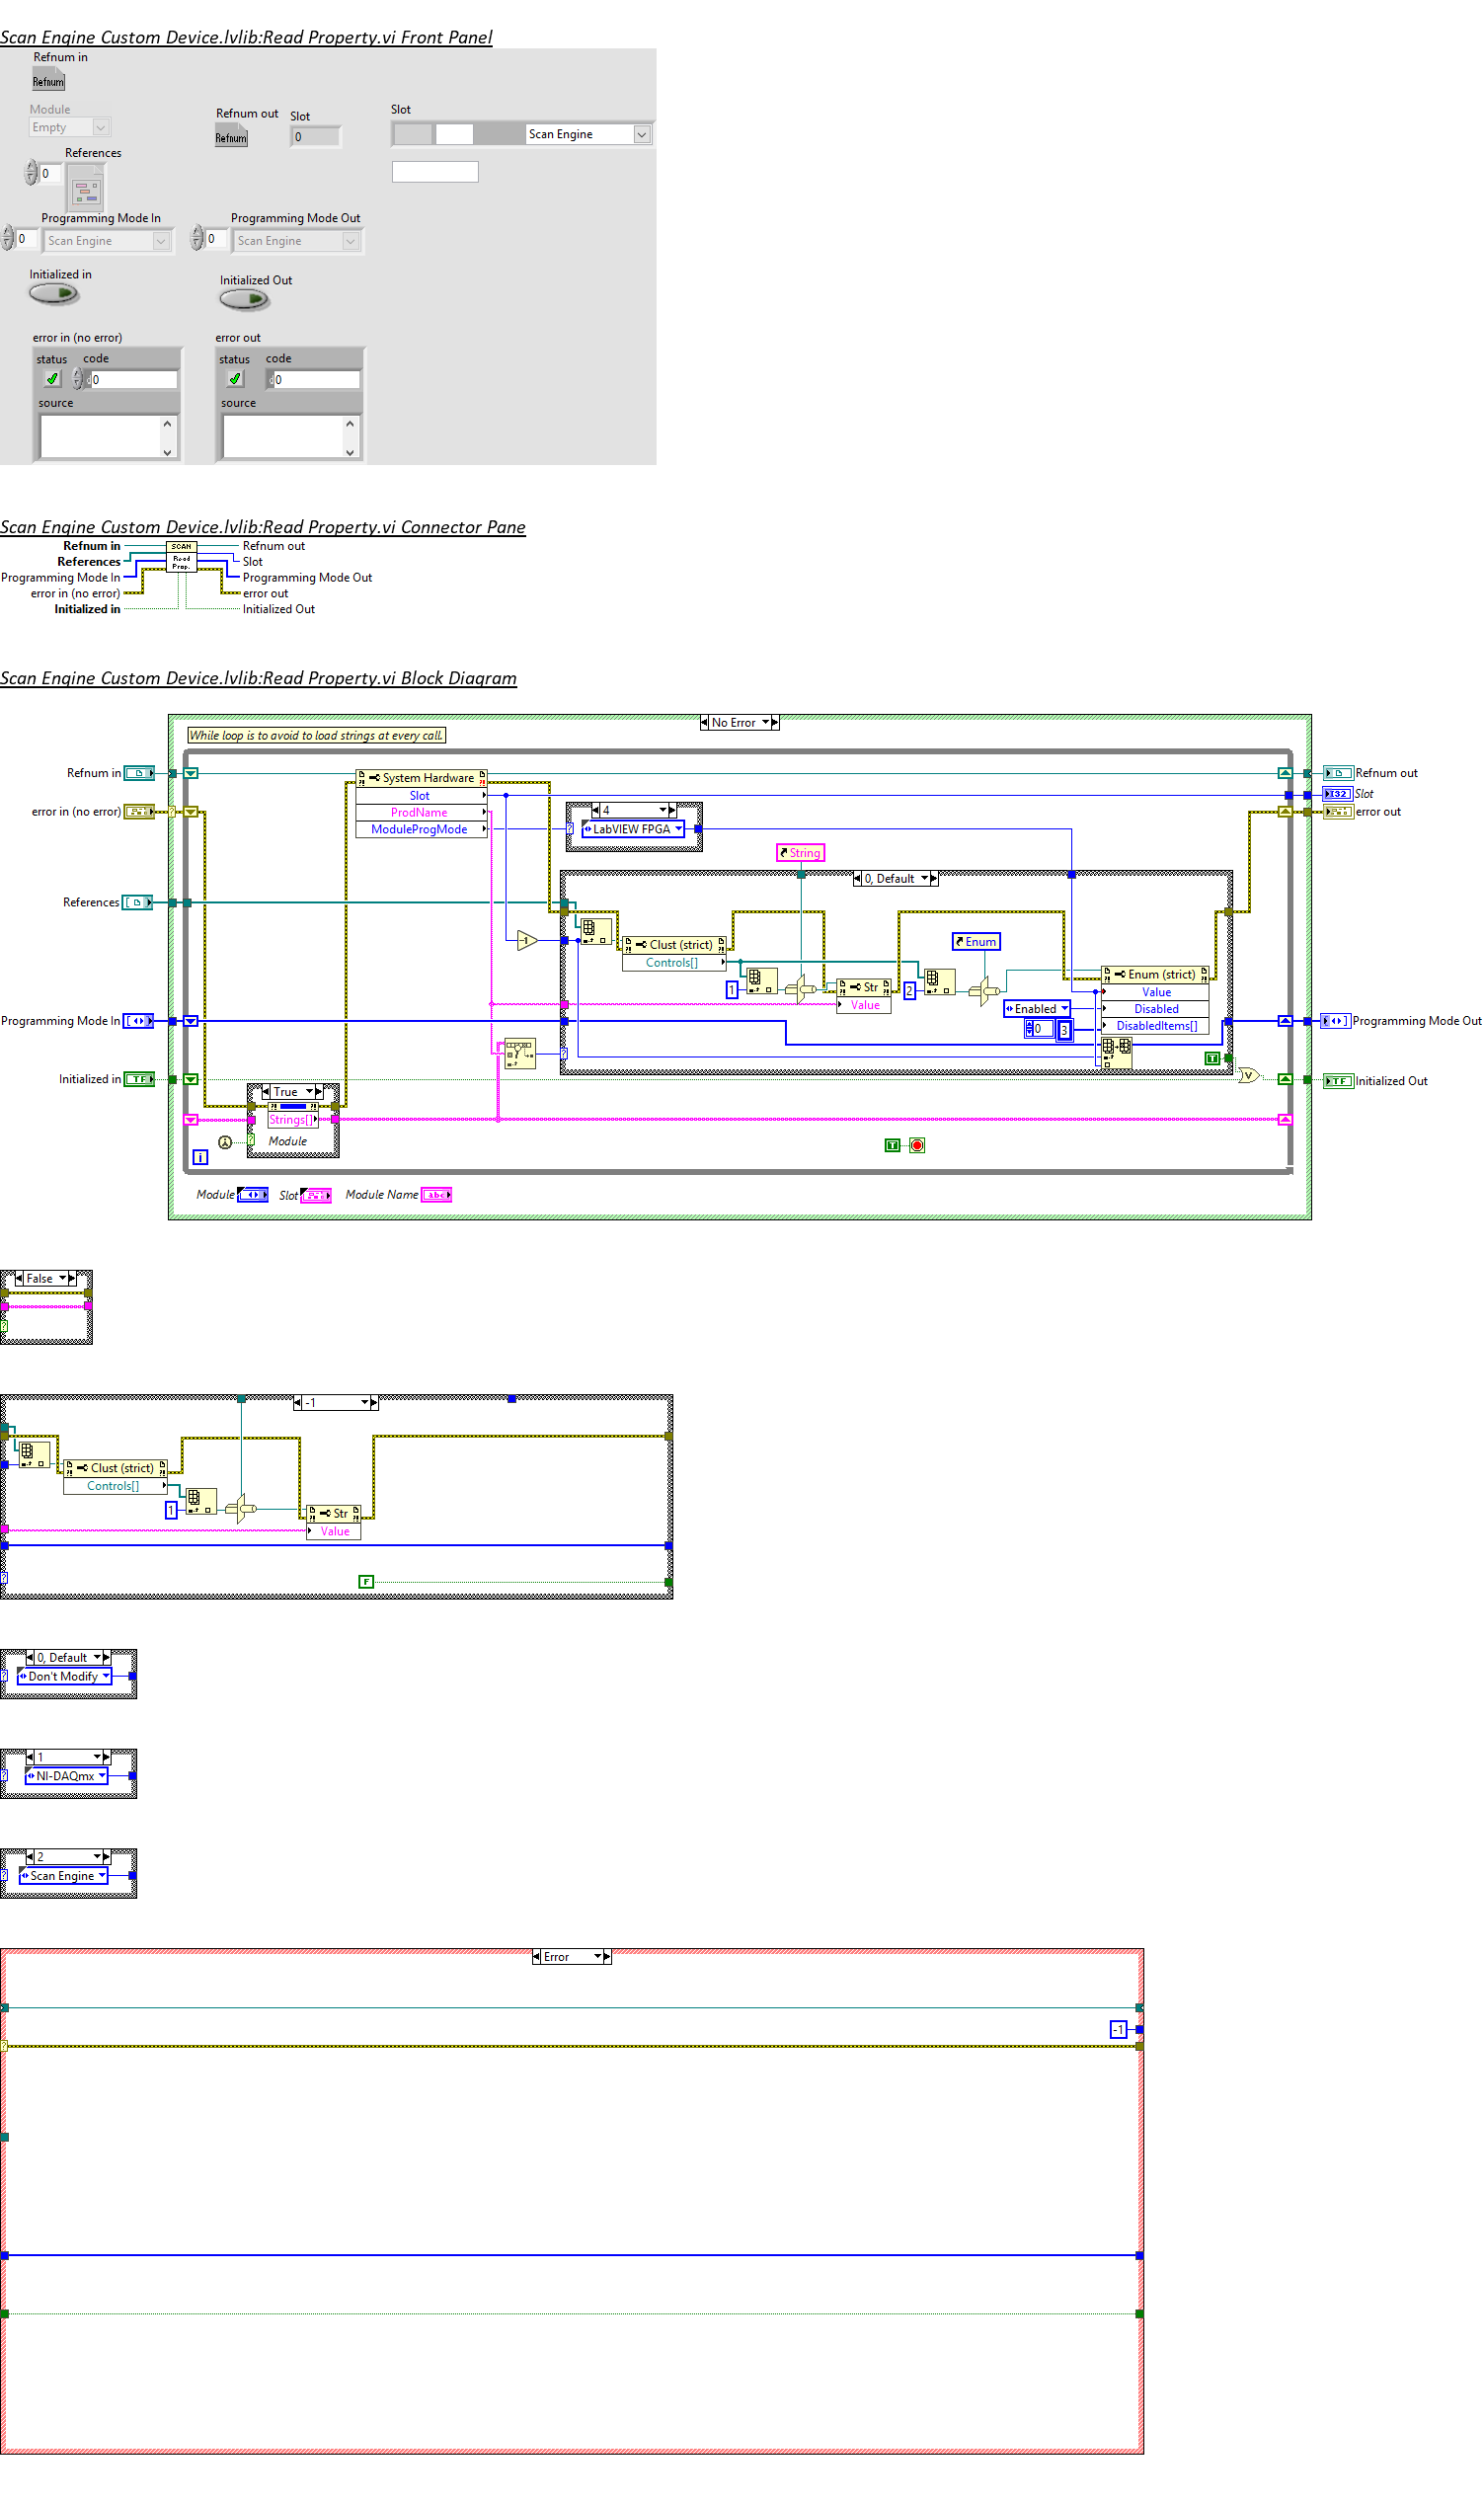 Scan Engine Custom Device.lvlib:Read Property.vi Front Panel
Refnum in
Refnum
Module
Empty
Refnum out
Refnum
Slot
0
Slot
Scan Engine
References
0
Programming Mode In
0
Scan Engine
Programming Mode Out
0
Scan Engine
Initialized in
Initialized Out
error in (no error)
status code
0
source
error out
status code
0
source
Scan Engine Custom Device.lvlib:Read Property.vi Connector Pane
Refnum in
References
Programming Mode In
error in (no error)
Initialized in
SCAN
Read
Prop.
Refnum out
Slot
Programming Mode Out
error out
Initialized Out
Scan Engine Custom Device.lvlib:Read Property.vi Block Diagram
No Error
While loop is to avoid to load strings at every call.
Refnum in
error in (no error)
References
Programming Mode In
TF
Initialized in
System Hardware
Slot
ProdName
ModuleProgMode
4
LabVIEW FPGA
String
0, Default
-1
Clust (strict)
Controls[]
1
Str
Value
Enum
2
Enum (strict)
Value
Disabled
DisabledItems[]
Enabled
0
3
T
V
True
Strings[]
Module
i
T
Module
Slot
Module Name
abc
Refnum out
I32
Slot
error out
Programming Mode Out
TF
Initialized Out
False
-1
Clust (strict)
Controls[]
1
Str
Value
F
0, Default
Don't Modify
1
NI-DAQmx
2
Scan Engine
Error
-1